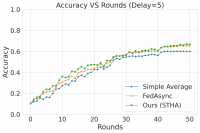 Accuracy VS Rounds (Delay=5)
1.0
0.8
0.6
0.4
0.2
0.0
Accuracy
Simple Average
FedAsync
Ours (STHA)
0 10 20 30 40 50
Rounds